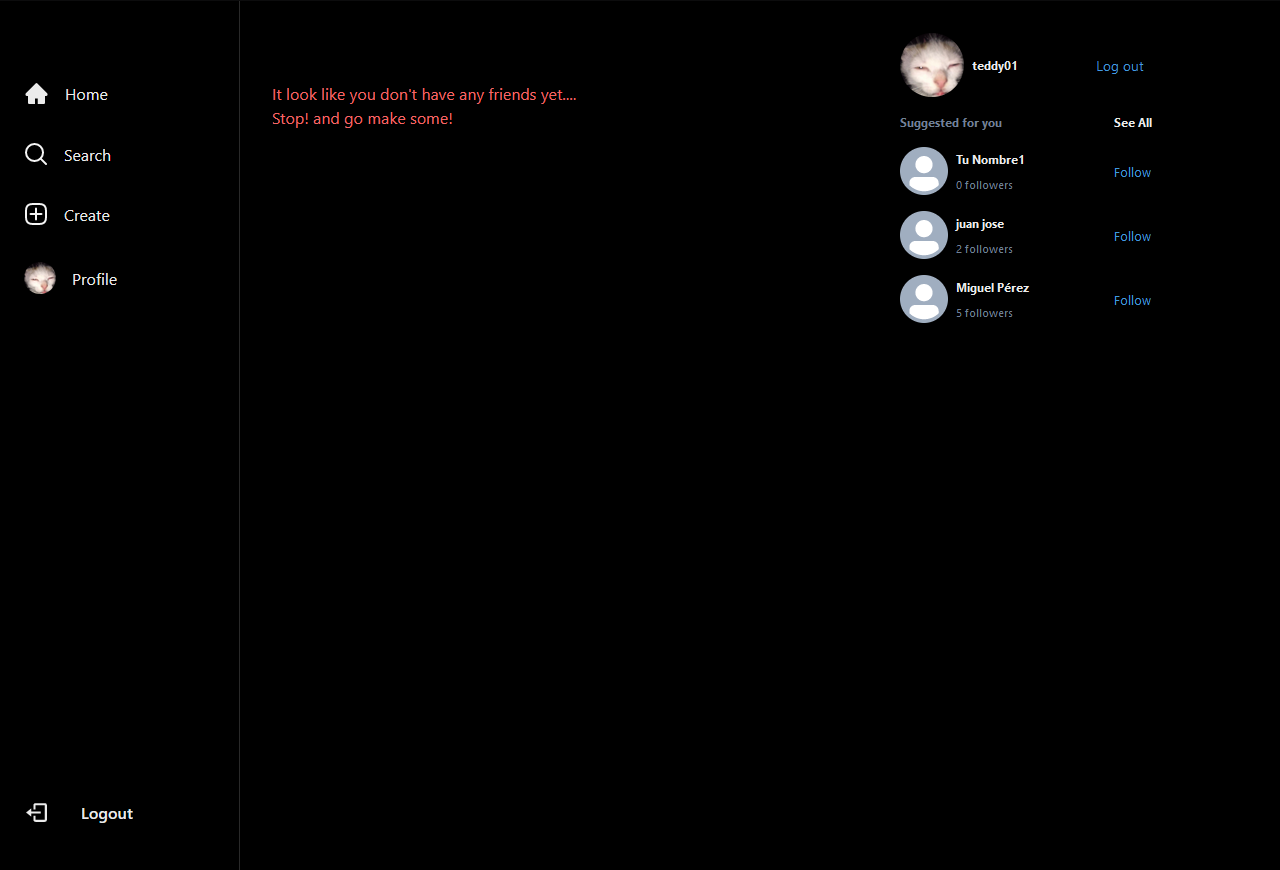 Home
Search
Create
Profile
Logout
It look like you don't have any friends yet....
Stop! and go make some!
teddy01
Log out
Suggested for you
See All
Tu Nombre1
0 followers
Follow
juan jose
2 followers
Follow
Miguel Pérez
5 followers
Follow